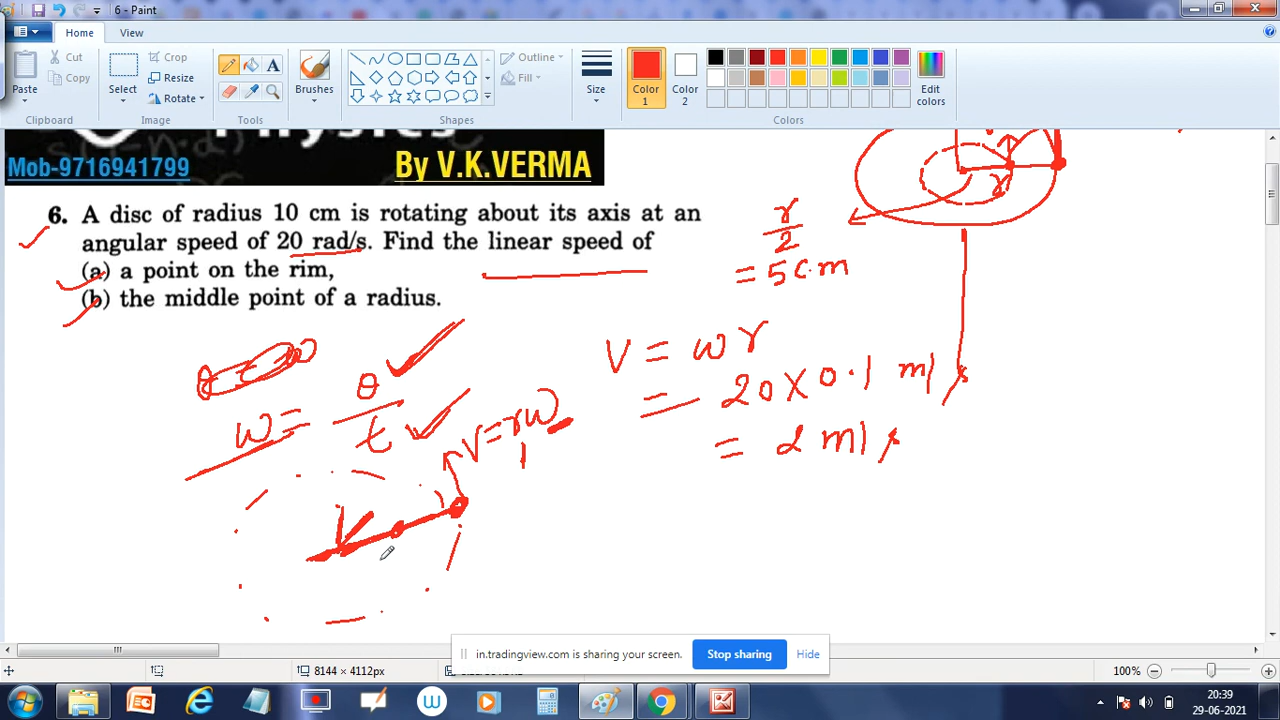 6 - Paint
Home
View
Paste
Cut
Copy
Clipboard
Select
Crop
Resize
Rotate
Image
Tools
Brushes
Outline
Fill
Shapes
Size
Color 1
Color 2
Edit colors
Colors
Physics
Mob-9716941799
By V.K.VERMA
6. A disc of radius 10 cm is rotating about its axis at an
angular speed of 20 rad/s. Find the linear speed of
(a) a point on the rim,
(b) the middle point of a radius.
r
r/2
= 5 c.m
V = ωr
= 20 X 0.1 m/s
= 2 m/s
ω = θ/t
V = rω
in.tradingview.com is sharing your screen.
Stop sharing
Hide
8144 × 4112px
100%
20:39
29-06-2021